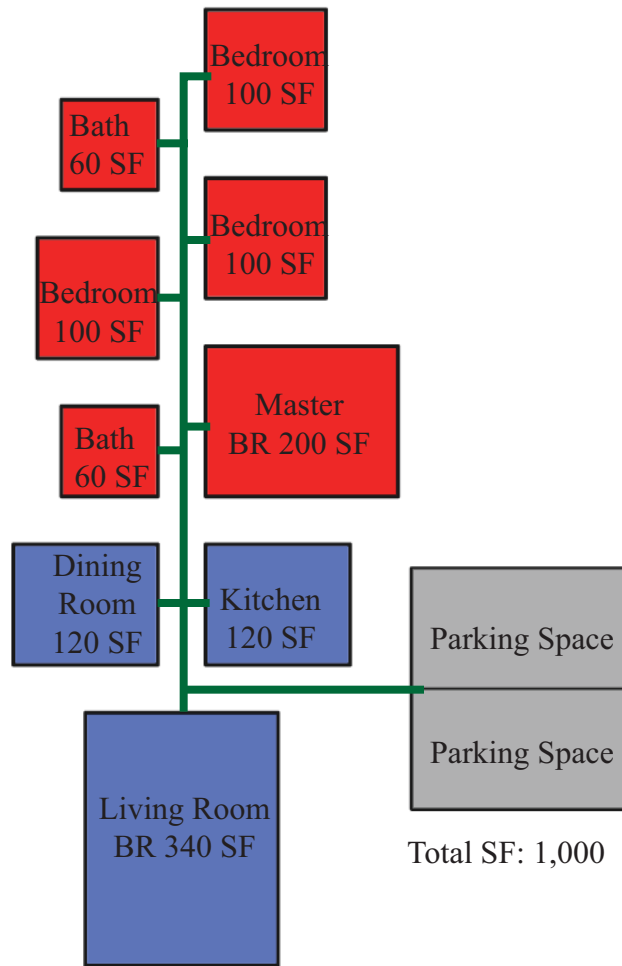 Bedroom
100 SF
Bath
60 SF
Bedroom
100 SF
Bedroom
100 SF
Master
BR 200 SF
Bath
60 SF
Dining
Room
120 SF
Kitchen
120 SF
Parking Space
Parking Space
Living Room
BR 340 SF
Total SF: 1,000